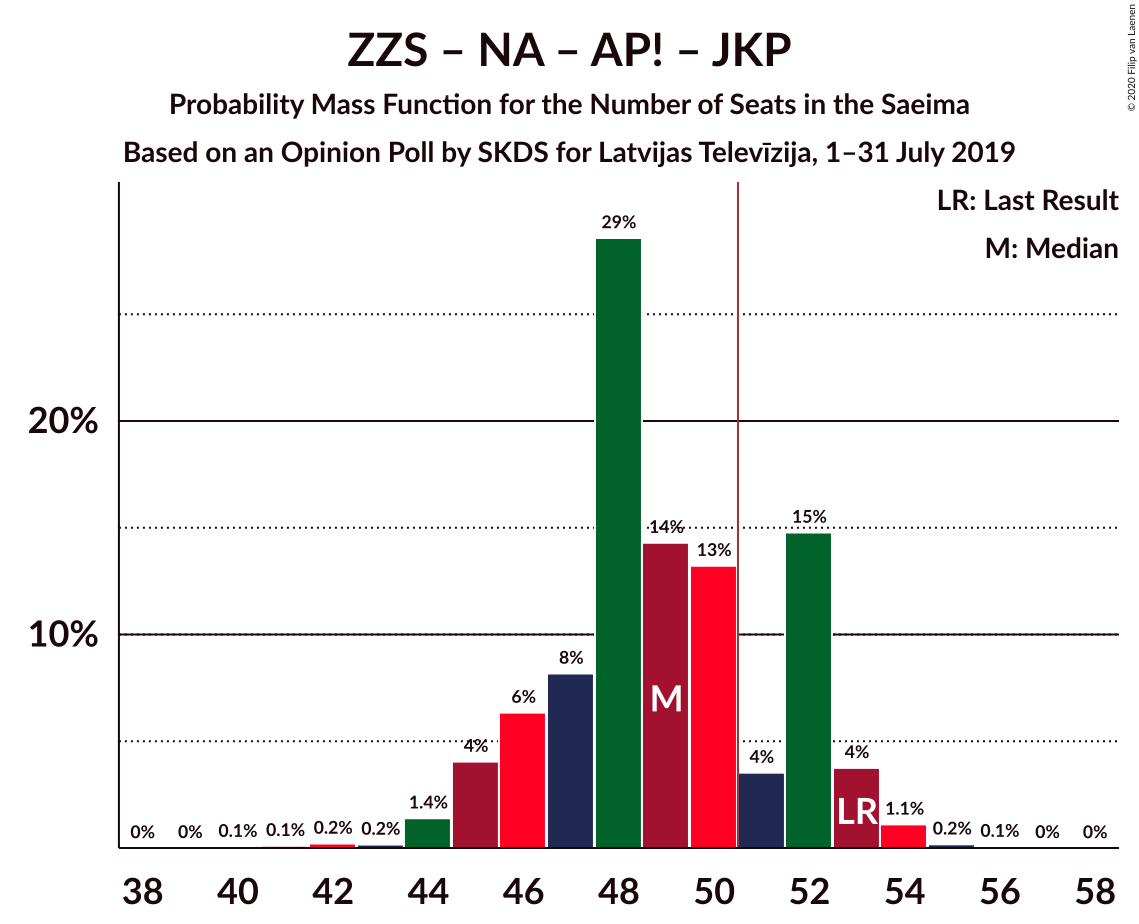 ZZS – NA – AP! – JKP
Probability Mass Function for the Number of Seats in the Saeima
Based on an Opinion Poll by SKDS for Latvijas Televīzija, 1–31 July 2019
© 2020 Filip van Laenen
LR: Last Result
M: Median
20%
10%
0%
0%
0.1%
0.1%
0.2%
0.2%
1.4%
4%
6%
8%
29%
14%
13%
4%
15%
4%
1.1%
0.2%
0.1%
0%
0%
M
LR
38 40 42 44 46 48 50 52 54 56 58